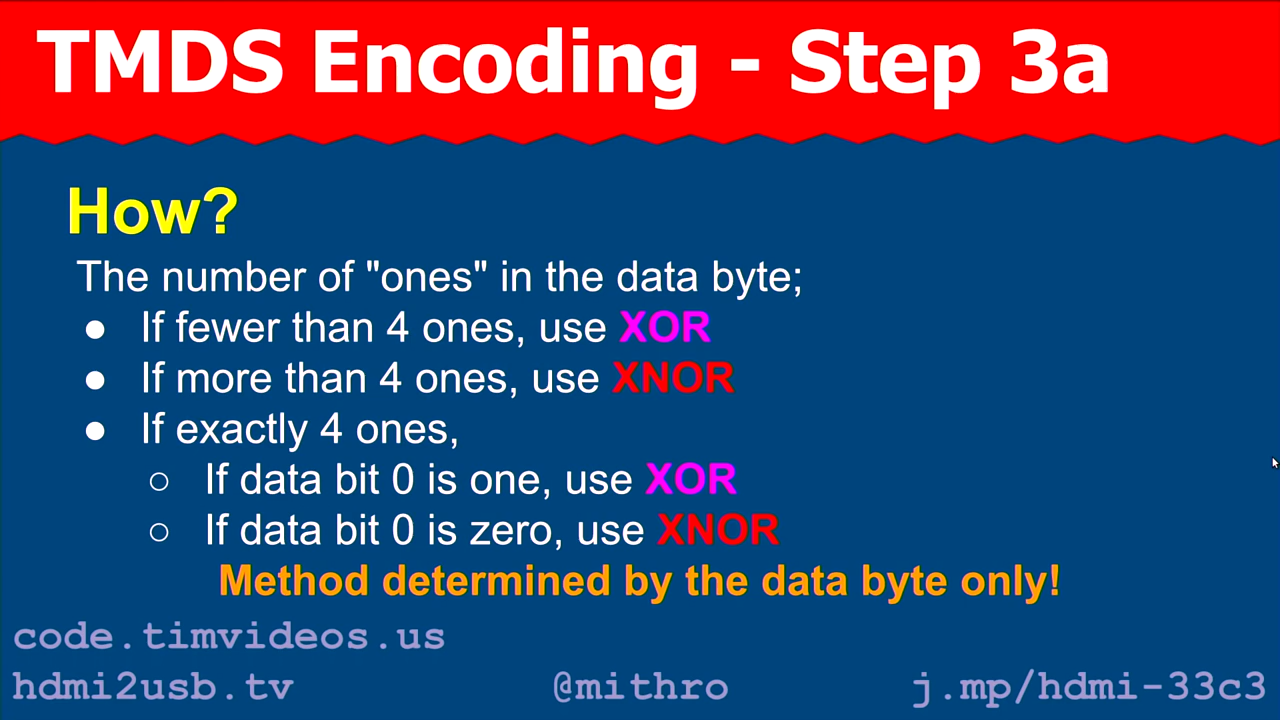 TMDS Encoding - Step 3a
How?
The number of "ones" in the data byte;
● If fewer than 4 ones, use XOR
● If more than 4 ones, use XNOR
● If exactly 4 ones,
○ If data bit 0 is one, use XOR
○ If data bit 0 is zero, use XNOR
Method determined by the data byte only!
code.timvideos.us
hdmi2usb.tv @mithro j.mp/hdmi-33c3